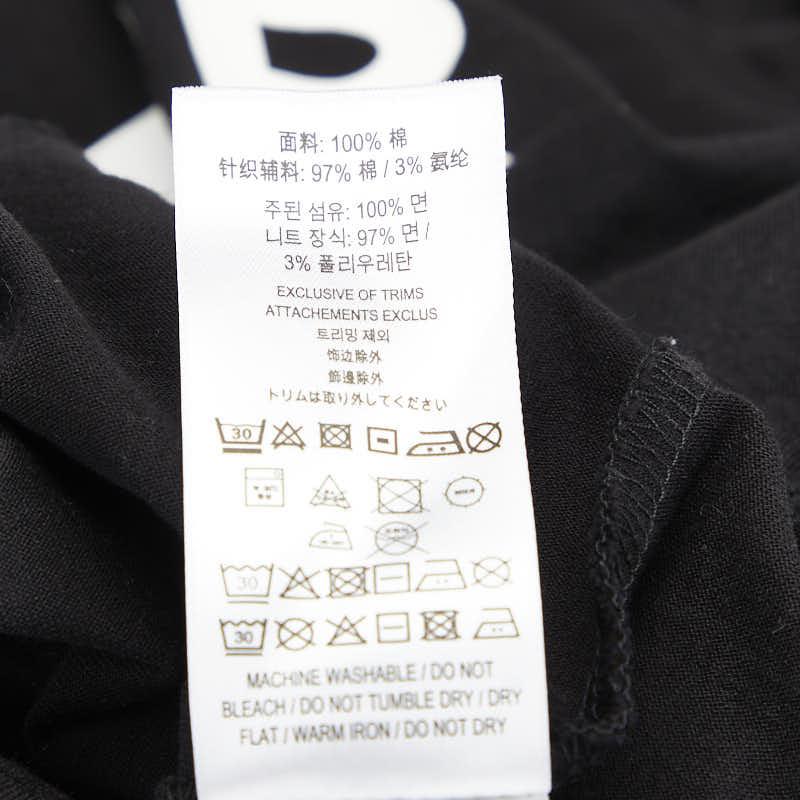 面料: 100% 棉
针织辅料: 97% 棉 / 3% 氨纶
주된 섬유: 100% 면
니트 장식: 97% 면 /
3% 폴리우레탄
EXCLUSIVE OF TRIMS
ATTACHEMENTS EXCLUS
트리밍 제외
饰边除外
飾邊除外
トリムは取り外してください
30
30
30
MACHINE WASHABLE / DO NOT
BLEACH / DO NOT TUMBLE DRY / DRY
FLAT / WARM IRON / DO NOT DRY